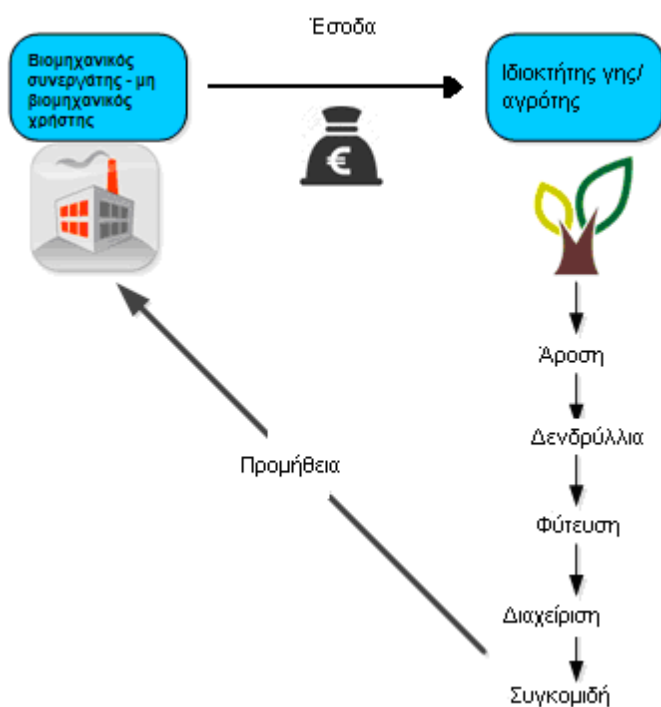 Έσοδα
Βιομηχανικός
συνεργάτης - μη
βιομηχανικός
χρήστης
Ιδιοκτήτης γης/
αγρότης
€
Άροση
Δενδρύλλια
Προμήθεια
Φύτευση
Διαχείριση
Συγκομιδή